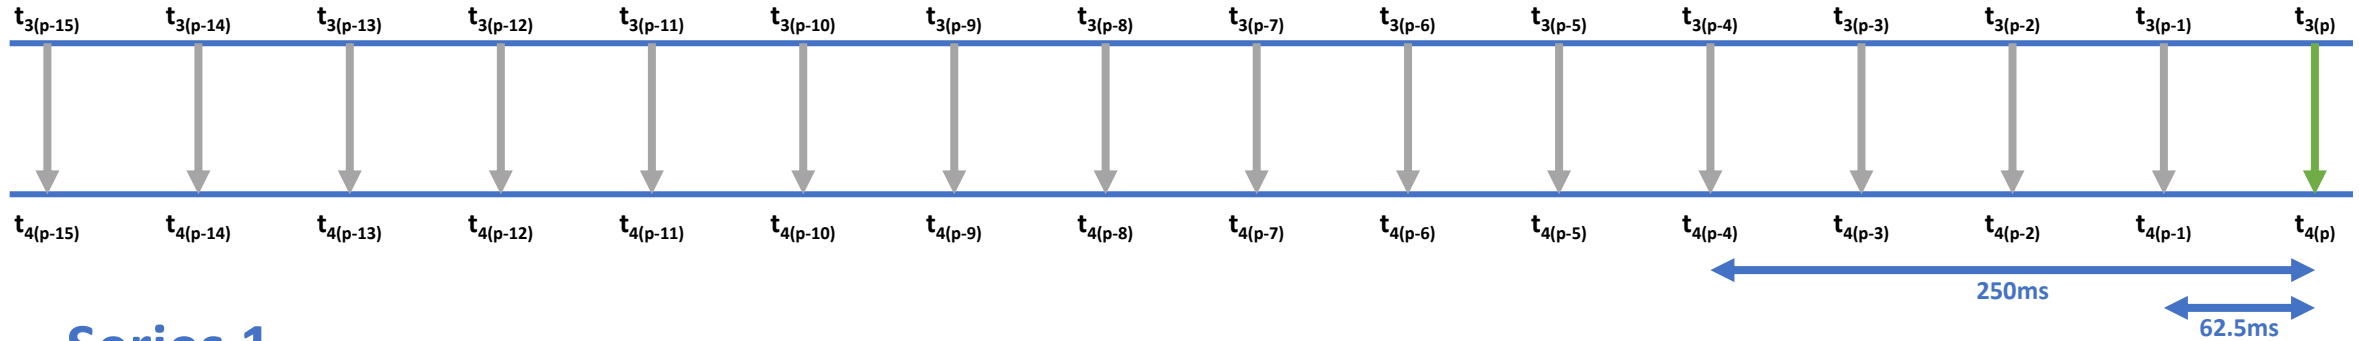 t3(p-15) t3(p-14) t3(p-13) t3(p-12) t3(p-11) t3(p-10) t3(p-9) t3(p-8) t3(p-7) t3(p-6) t3(p-5) t3(p-4) t3(p-3) t3(p-2) t3(p-1) t3(p)
t4(p-15) t4(p-14) t4(p-13) t4(p-12) t4(p-11) t4(p-10) t4(p-9) t4(p-8) t4(p-7) t4(p-6) t4(p-5) t4(p-4) t4(p-3) t4(p-2) t4(p-1) t4(p)
250ms
62.5ms
Series 1